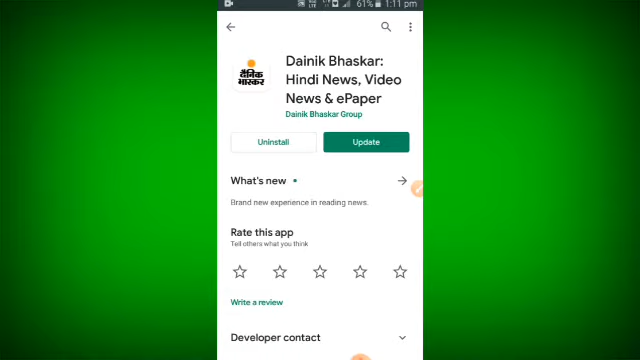 61% 1:11 pm
Dainik Bhaskar:
Hindi News, Video
News & ePaper
दैनिक
भास्कर
Dainik Bhaskar Group
Uninstall Update
What's new
Brand new experience in reading news.
Rate this app
Tell others what you think
Write a review
Developer contact